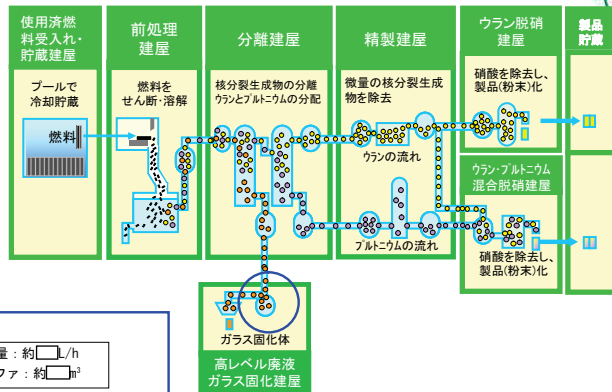 使用済燃
料受入れ・
貯蔵建屋
プールで
冷却貯蔵
燃料
前処理
建屋
燃料を
せん断・溶解
分離建屋
核分裂生成物の分離
ウランとプルトニウムの分配
精製建屋
微量の核分裂生成
物を除去
ウランの流れ
プルトニウムの流れ
ウラン脱硝
建屋
硝酸を除去し、
製品(粉末)化
ウラン・プルトニウム
混合脱硝建屋
硝酸を除去し、
製品(粉末)化
製品
貯蔵
ガラス固化体
高レベル廃液
ガラス固化建屋
量：約□L/h
ファ：約□m³